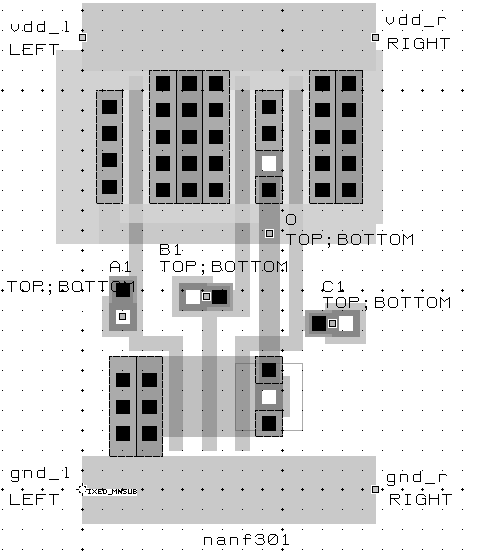 vdd_l
vdd_r
LEFT
RIGHT
O
TOP;BOTTOM
B1
TOP;BOTTOM
A1
TOP;BOTTOM
C1
TOP;BOTTOM
gnd_l
gnd_r
LEFT
RIGHT
nanf301